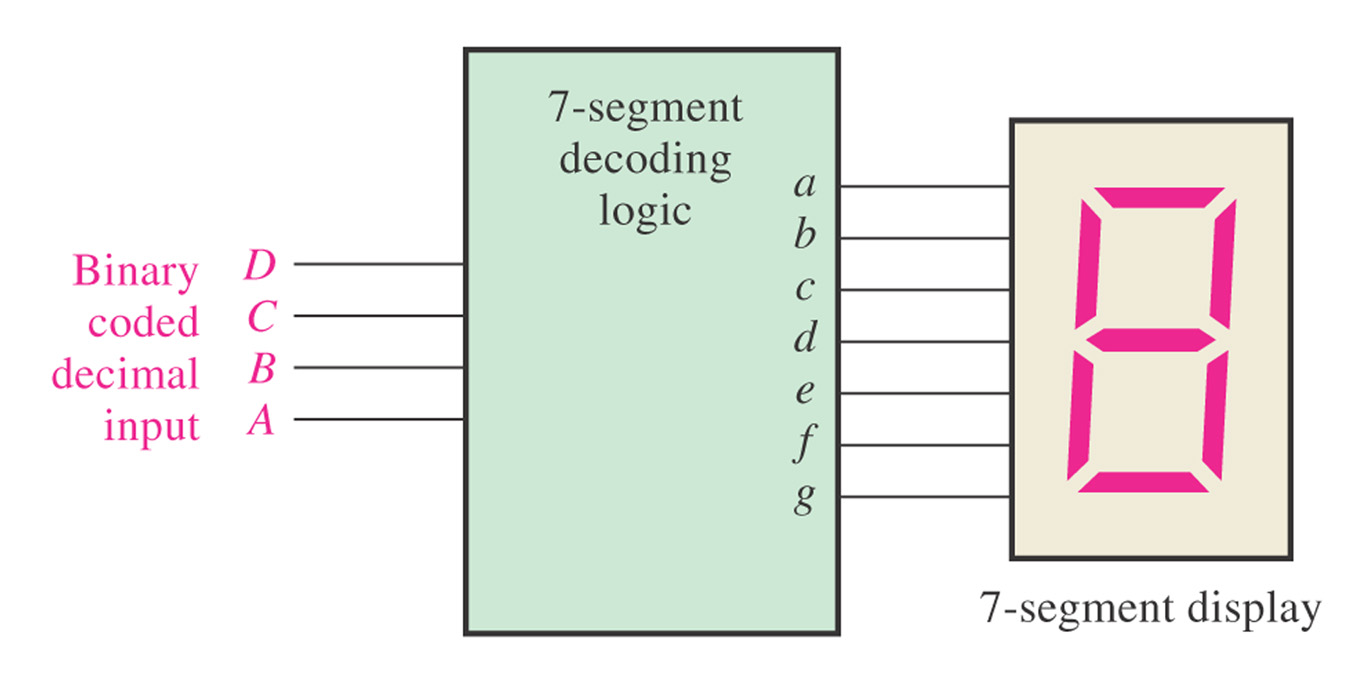 7-segment
decoding
logic
Binary
coded
decimal
input
D
C
B
A
a
b
c
d
e
f
g
7-segment display